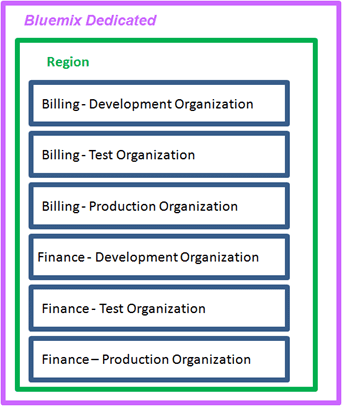 Bluemix Dedicated
Region
Billing - Development Organization
Billing - Test Organization
Billing - Production Organization
Finance - Development Organization
Finance - Test Organization
Finance – Production Organization